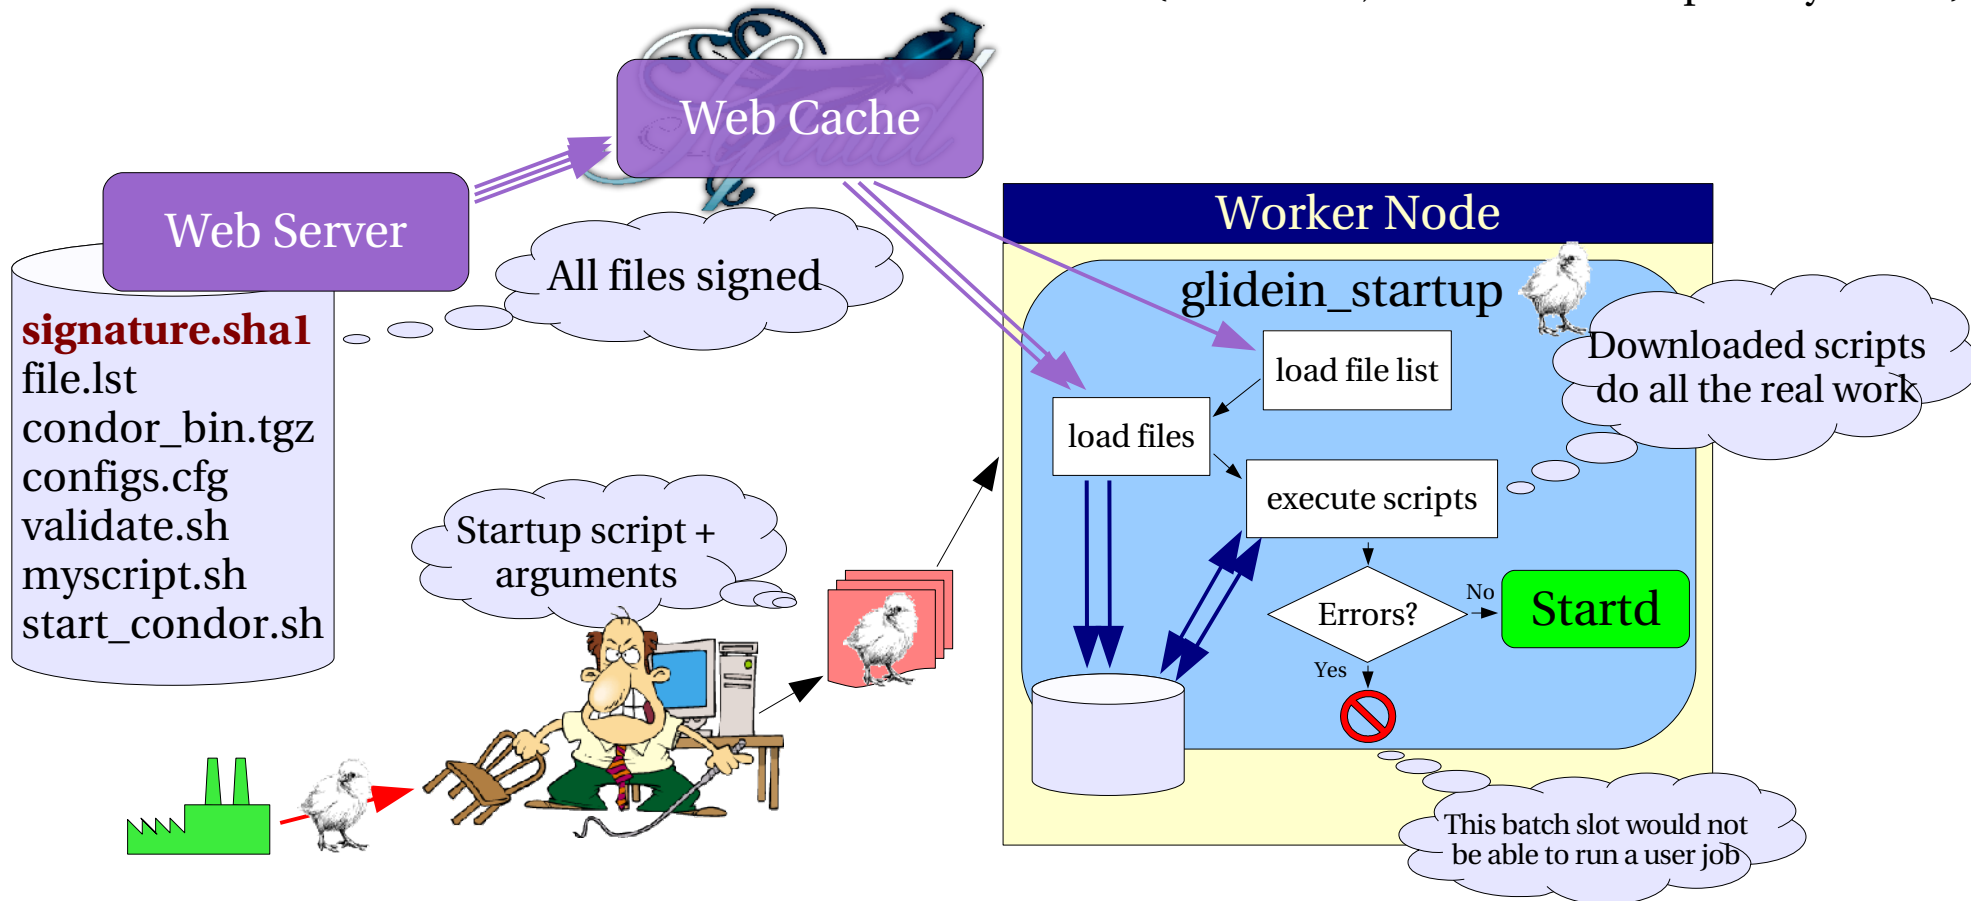 Web Cache
Web Server
All files signed
signature.sha1
file.lst
condor_bin.tgz
configs.cfg
validate.sh
myscript.sh
start_condor.sh
Startup script +
arguments
Worker Node
glidein_startup
load file list
load files
execute scripts
Downloaded scripts
do all the real work
Errors?
No
Startd
Yes
This batch slot would not
be able to run a user job